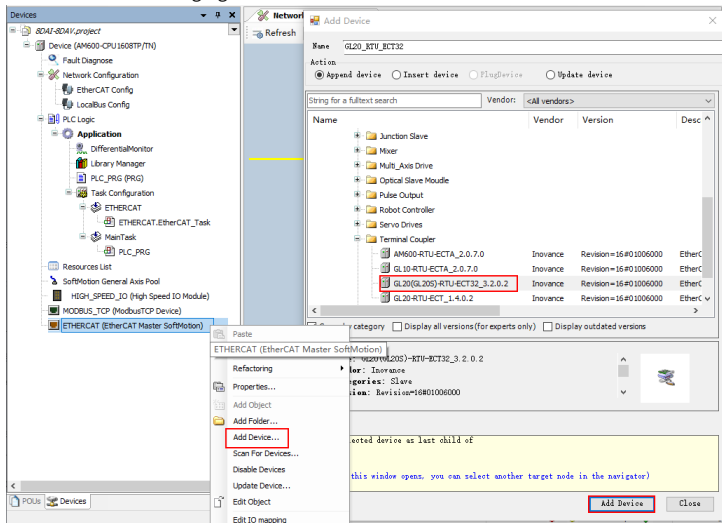 Devices
8DAI-8DAV.project
Device (AM600-CPU1608TP/TN)
Fault Diagnose
Network Configuration
EtherCAT Config
LocalBus Config
PLC Logic
Application
DifferentialMonitor
Library Manager
PLC_PRG (PRG)
Task Configuration
ETHERCAT
ETHERCAT.EtherCAT_Task
MainTask
PLC_PRG
Resources List
SoftMotion General Axis Pool
HIGH_SPEED_IO (High Speed IO Module)
MODBUS_TCP (ModbusTCP Device)
ETHERCAT (EtherCAT Master SoftMotion)
POUs
Devices
Refresh
Paste
ETHERCAT (EtherCAT Master SoftMotion)
Refactoring
Properties...
Add Object
Add Folder...
Add Device...
Scan For Devices...
Disable Devices
Update Device...
Edit Object
Edit IO mapping
Add Device
Name GL20_RTU_ECT32
Action
Append device Insert device PlugDevice Update device
String for a fulltext search Vendor: <All vendors>
Name Vendor Version Desc
Junction Slave
Mixer
Multi_Axis Drive
Optical Slave Moudle
Pulse Output
Robot Controller
Servo Drives
Terminal Coupler
AM600-RTU-ECTA_2.0.7.0 Inovance Revision=16#01006000 EtherC
GL10-RTU-ECTA_2.0.7.0 Inovance Revision=16#01006000 EtherC
GL20(GL20S)-RTU-ECT32_3.2.0.2 Inovance Revision=16#01006000 EtherC
GL20-RTU-ECT_1.4.0.2 Inovance Revision=16#01006000 EtherC
category Display all versions (for experts only) Display outdated versions
GL20(GL20S)-RTU-ECT32_3.2.0.2
dor: Inovance
egories: Slave
sion: Revision=16#01006000
ected device as last child of
this window opens, you can select another target node in the navigator)
Add Device Close